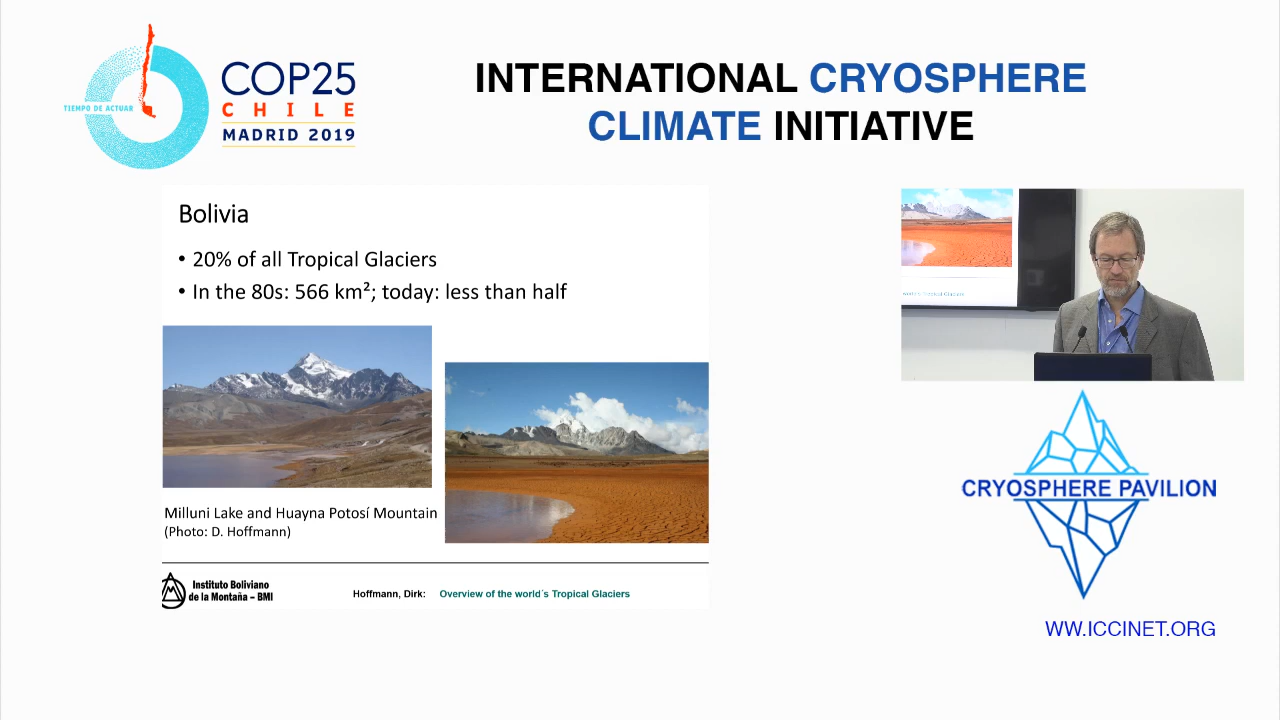 TIEMPO DE ACTUAR
COP25
CHILE
MADRID 2019
INTERNATIONAL CRYOSPHERE
CLIMATE INITIATIVE
Bolivia
• 20% of all Tropical Glaciers
• In the 80s: 566 km²; today: less than half
Milluni Lake and Huayna Potosí Mountain
(Photo: D. Hoffmann)
Instituto Boliviano
de la Montaña – BMI
Hoffmann, Dirk: Overview of the world´s Tropical Glaciers
CRYOSPHERE PAVILION
WW.ICCINET.ORG